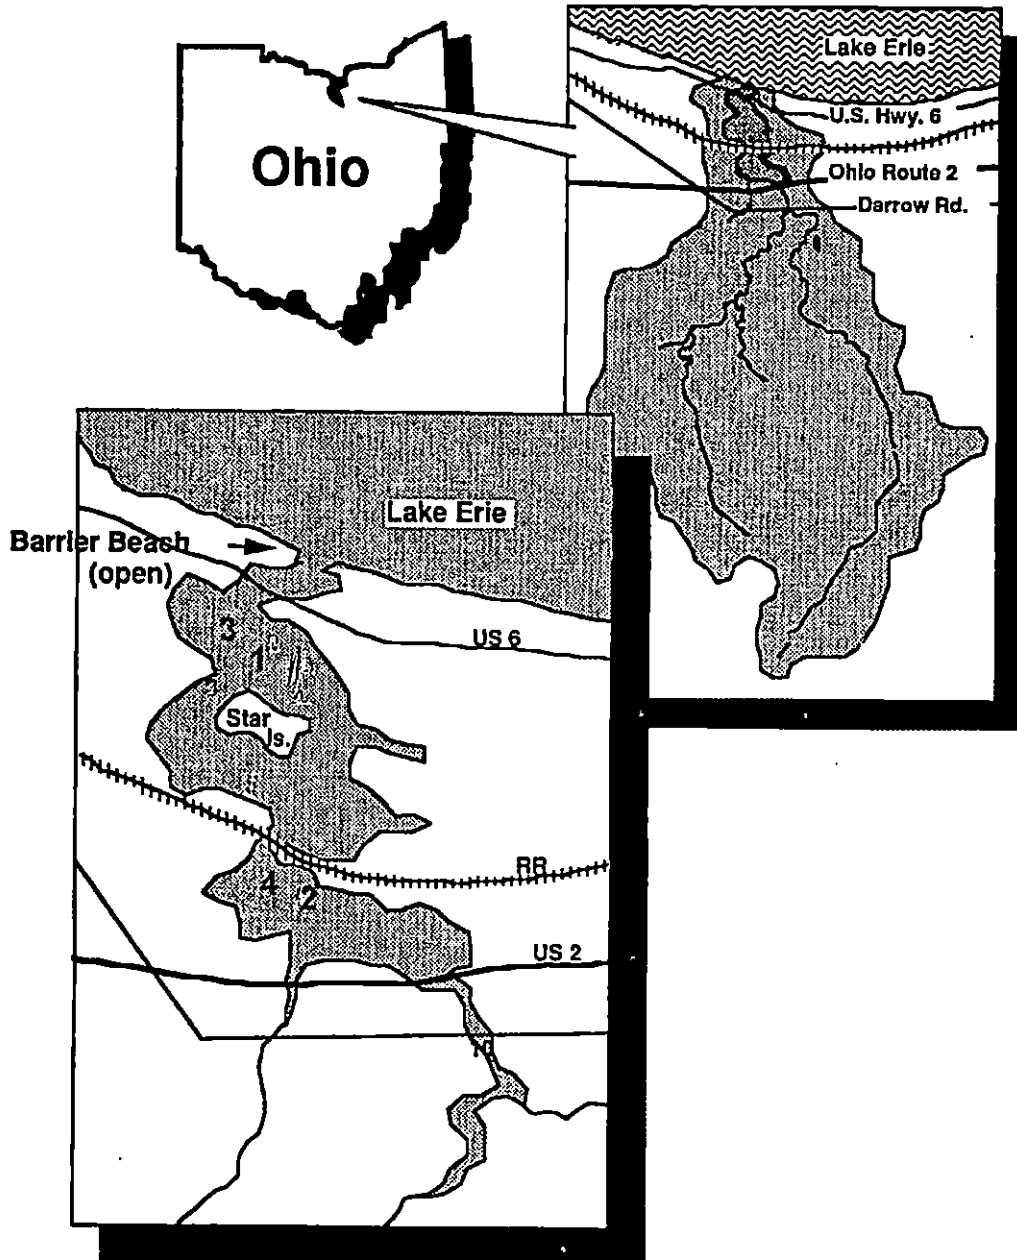 Ohio
Lake Erie
U.S. Hwy. 6
Ohio Route 2
Darrow Rd.
Lake Erie
Barrier Beach
(open)
US 6
3
1
Star
Is.
RR
4
2
US 2
10